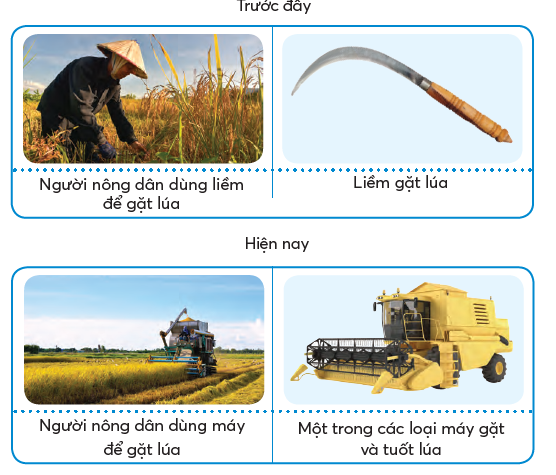 Trước đây
Người nông dân dùng liềm
để gặt lúa
Liềm gặt lúa
Hiện nay
Người nông dân dùng máy
để gặt lúa
Một trong các loại máy gặt
và tuốt lúa